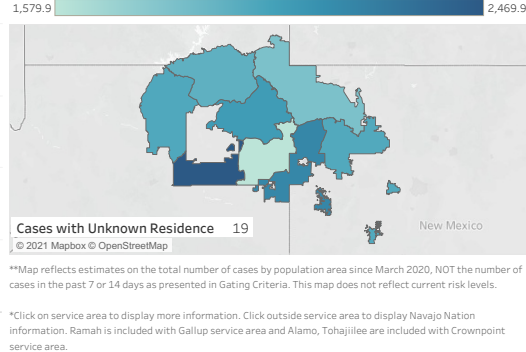 1,579.9 2,469.9
New Mexico
Cases with Unknown Residence 19
© 2021 Mapbox © OpenStreetMap
**Map reflects estimates on the total number of cases by population area since March 2020, NOT the number of
cases in the past 7 or 14 days as presented in Gating Criteria. This map does not reflect current risk levels.
*Click on service area to display more information. Click outside service area to display Navajo Nation
information. Ramah is included with Gallup service area and Alamo, Tohajiilee are included with Crownpoint
service area.